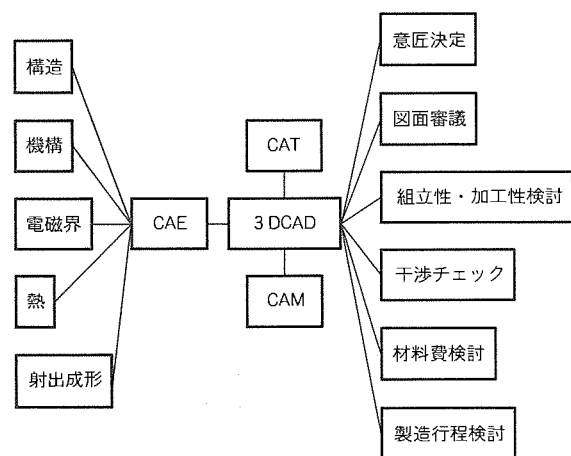 構造
機構
電磁界
熱
射出成形
CAE
CAT
3DCAD
CAM
意匠決定
図面審議
組立性・加工性検討
干渉チェック
材料費検討
製造行程検討